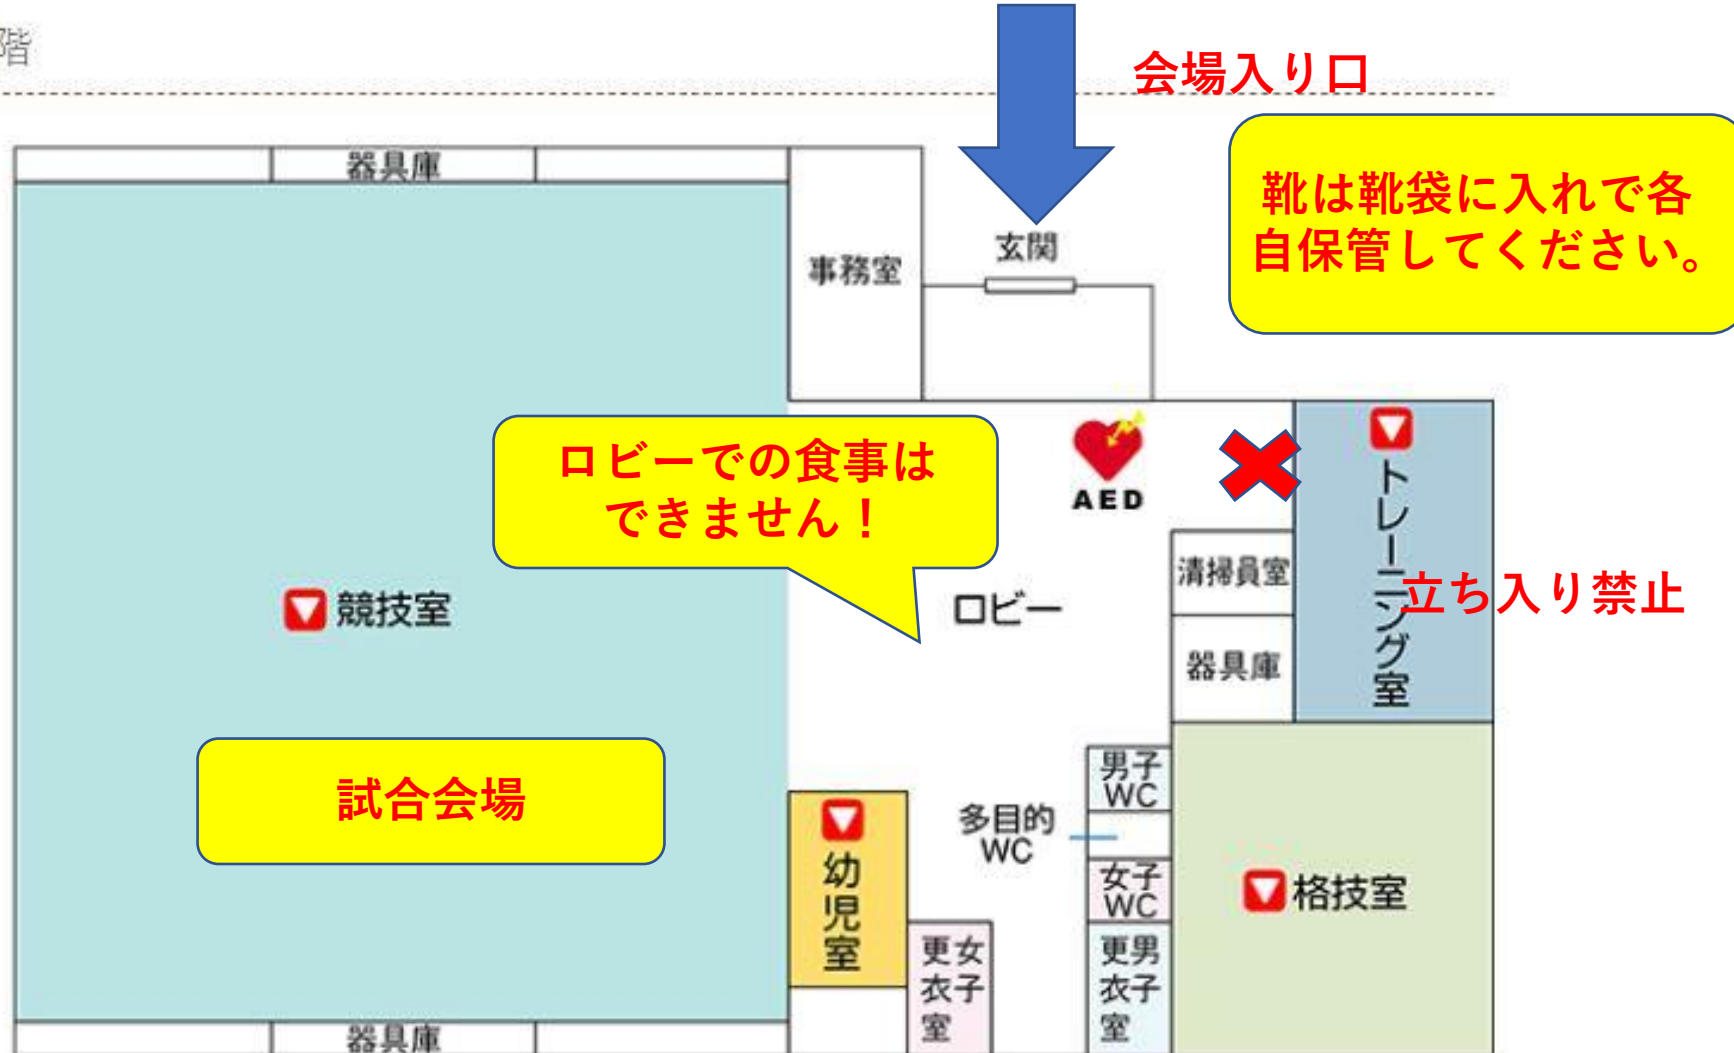 階
会場入り口
器具庫
靴は靴袋に入れで各
自保管してください。
玄関
事務室
ロビーでの食事は
できません！
AED
トレーニング室
清掃員室
立ち入り禁止
競技室
ロビー
器具庫
試合会場
男子
WC
多目的
WC
幼児室
女子
WC
格技室
女子
更衣室
男子
更衣室
器具庫